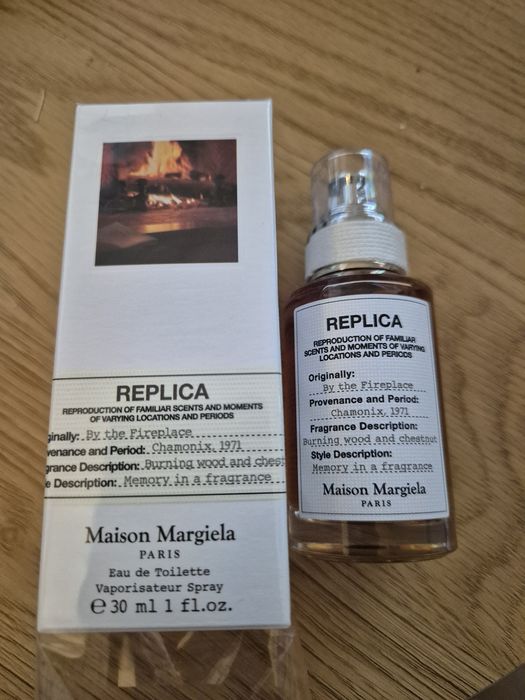 REPLICA
REPRODUCTION OF FAMILIAR SCENTS AND MOMENTS
OF VARYING LOCATIONS AND PERIODS
ginally: By the Fireplace
venance and Period: Chamonix, 1971
grance Description: Burning wood and chest
e Description: Memory in a fragrance
Maison Margiela
PARIS
Eau de Toilette
Vaporisateur Spray
℮ 30 ml 1 fl.oz.
REPLICA
REPRODUCTION OF FAMILIAR
SCENTS AND MOMENTS OF VARYING
LOCATIONS AND PERIODS
Originally:
By the Fireplace
Provenance and Period:
Chamonix, 1971
Fragrance Description:
Burning wood and chestnut
Style Description:
Memory in a fragrance
Maison Margiela
PARIS